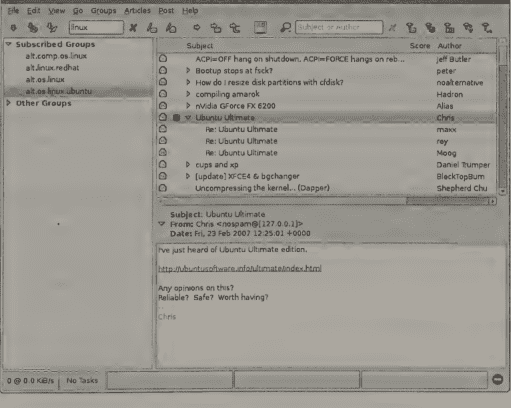 File Edit View Go Groups Articles Post Help
linux
Subject or Author
Subscribed Groups
alt.comp.os.linux
alt.linux.redhat
alt.os.linux
alt.os.linux.ubuntu
Other Groups
Subject Score Author
ACPI=OFF hang on shutdown, ACPI=FORCE hangs on reb... Jeff Butler
Bootup stops at fsck? peter
How do I resize disk partitions with cfdisk? noalternative
compiling amarok Hadron
nVidia GForce FX 6200 Alias
Ubuntu Ultimate Chris
Re: Ubuntu Ultimate maxx
Re: Ubuntu Ultimate ray
Re: Ubuntu Ultimate Moog
cups and xp Daniel Trumper
[update] XFCE4 & bgchanger BlackTopBum
Uncompressing the kernel... (Dapper) Shepherd Chu
Subject: Ubuntu Ultimate
From: Chris <nospam@[127.0.0.1]>
Date: Fri, 23 Feb 2007 12:25:01 +0000
I've just heard of Ubuntu Ultimate edition.
http://ubuntusoftware.info/ultimate/index.html
Any opinions on this?
Reliable? Safe? Worth having?
--
Chris
0 @ 0.0 KiB/s No Tasks